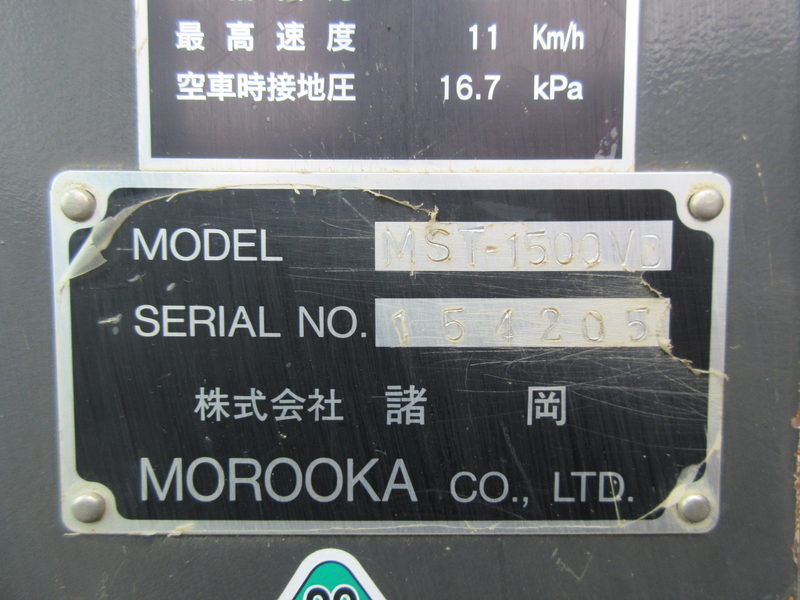 最高速度 11 Km/h
空車時接地圧 16.7 kPa
MODEL MST-1500VD
SERIAL NO. 154205
株式会社 諸岡
MOROOKA CO., LTD.